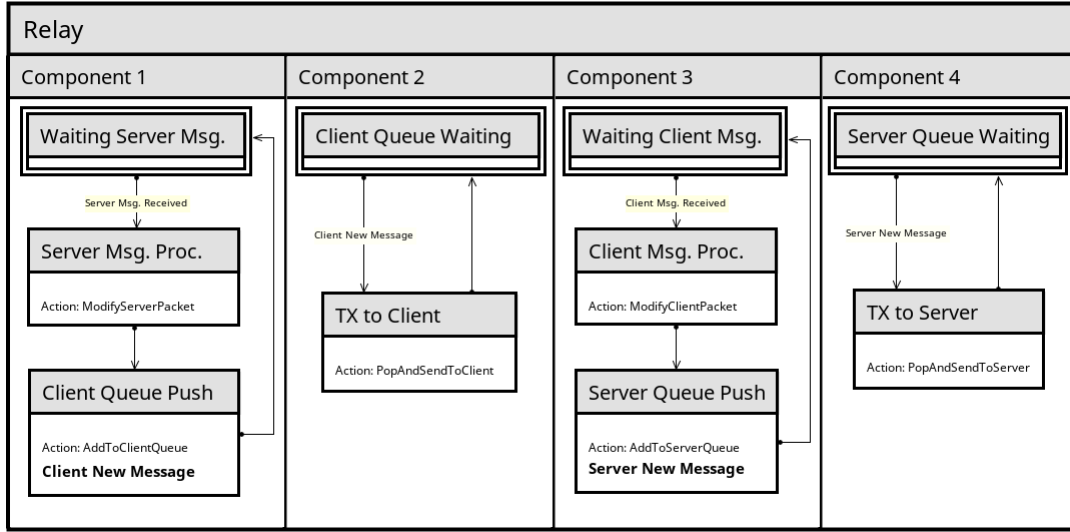 Relay
Component 1
Waiting Server Msg.
Server Msg. Received
Server Msg. Proc.
Action: ModifyServerPacket
Client Queue Push
Action: AddToClientQueue
Client New Message
Component 2
Client Queue Waiting
Client New Message
TX to Client
Action: PopAndSendToClient
Component 3
Waiting Client Msg.
Client Msg. Received
Client Msg. Proc.
Action: ModifyClientPacket
Server Queue Push
Action: AddToServerQueue
Server New Message
Component 4
Server Queue Waiting
Server New Message
TX to Server
Action: PopAndSendToServer